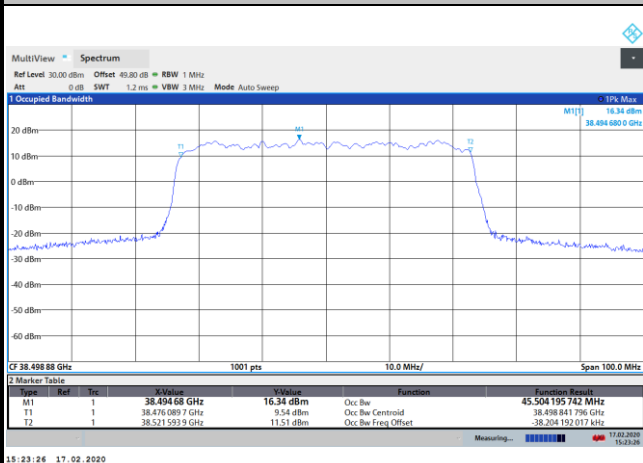 MultiView Spectrum
Ref Level 30.00 dBm Offset 49.80 dB RBW 1 MHz
Att 0 dB SWT 1.2 ms VBW 3 MHz Mode Auto Sweep
1 Occupied Bandwidth 1Pk Max
M1[1] 16.34 dBm
38.494 680 0 GHz
20 dBm
M1
T1
T2
10 dBm
0 dBm
-10 dBm
-20 dBm
-30 dBm
-40 dBm
-50 dBm
-60 dBm
CF 38.498 88 GHz 1001 pts 10.0 MHz/ Span 100.0 MHz
2 Marker Table
Type Ref Trc X-Value Y-Value Function Function Result
M1 1 38.494 68 GHz 16.34 dBm Occ Bw 45.504 195 742 MHz
T1 1 38.476 089 7 GHz 9.54 dBm Occ Bw Centroid 38.498 841 796 GHz
T2 1 38.521 593 9 GHz 11.51 dBm Occ Bw Freq Offset -38.204 192 017 kHz
Measuring... 17.02.2020
15:23:26
15:23:26 17.02.2020